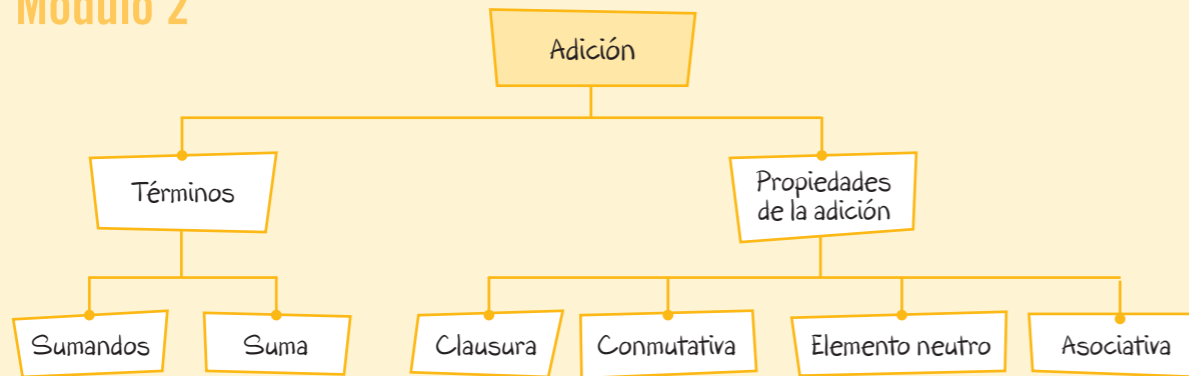 Módulo 2
Adición
Términos
Propiedades
de la adición
Sumandos
Suma
Clausura
Conmutativa
Elemento neutro
Asociativa